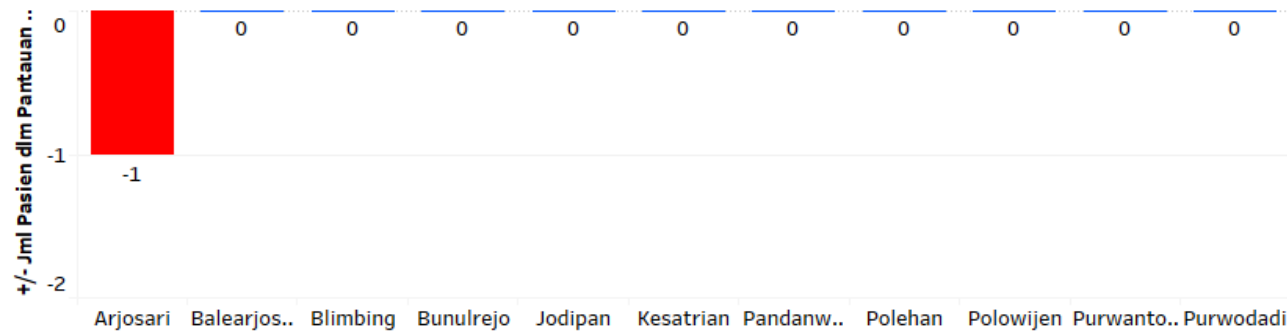 +/- Jml Pasien dlm Pantauan ..
0
-1
-2
-1
0 0 0 0 0 0 0 0 0 0
Arjosari Balearjos.. Blimbing Bunulrejo Jodipan Kesatrian Pandanw.. Polehan Polowijen Purwanto.. Purwodadi